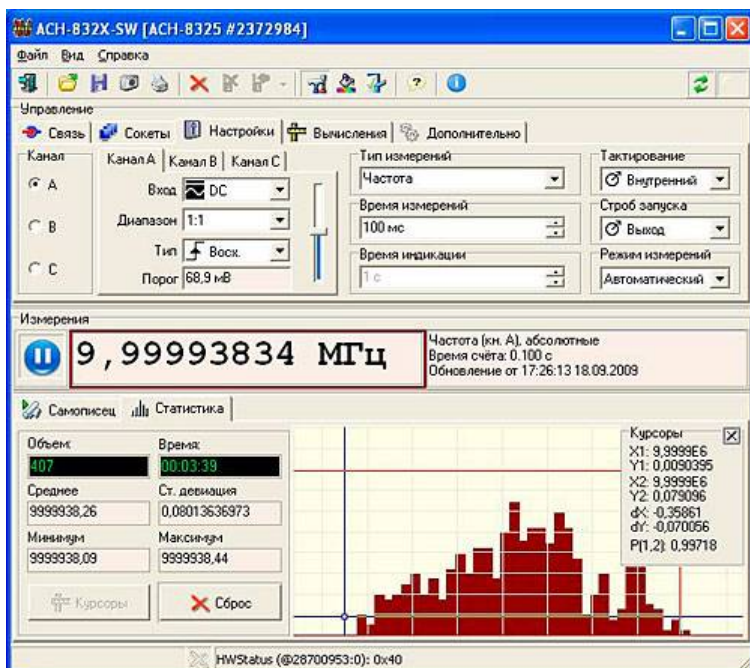 ACH-832X-SW [ACH-8325 #2372984]
Файл Вид Справка
Управление
Связь Сокеты Настройки Вычисления Дополнительно
Канал
A
B
C
Канал A Канал B Канал C
Вход DC
Диапазон 1:1
Тип Восх.
Порог 68,9 мВ
Тип измерений
Частота
Время измерений
100 мс
Время индикации
1 с
Тактирование
Внутренний
Строб запуска
Выход
Режим измерений
Автоматический
Измерения
9,99993834 МГц
Частота (кн. А), абсолютные
Время счёта: 0.100 с
Обновление от 17:26:13 18.09.2009
Самописец Статистика
Объем: Время:
407 00:03:39
Среднее Ст. девиация
9999938,26 0,08013636973
Минимум Максимум
9999938,09 9999938,44
Курсоры Сброс
Курсоры
X1: 9,9999E6
Y1: 0,0090395
X2: 9,9999E6
Y2: 0,079096
dX: -0,35861
dY: -0,070056
P(1,2): 0,99718
HWStatus (@28700953:0): 0x40